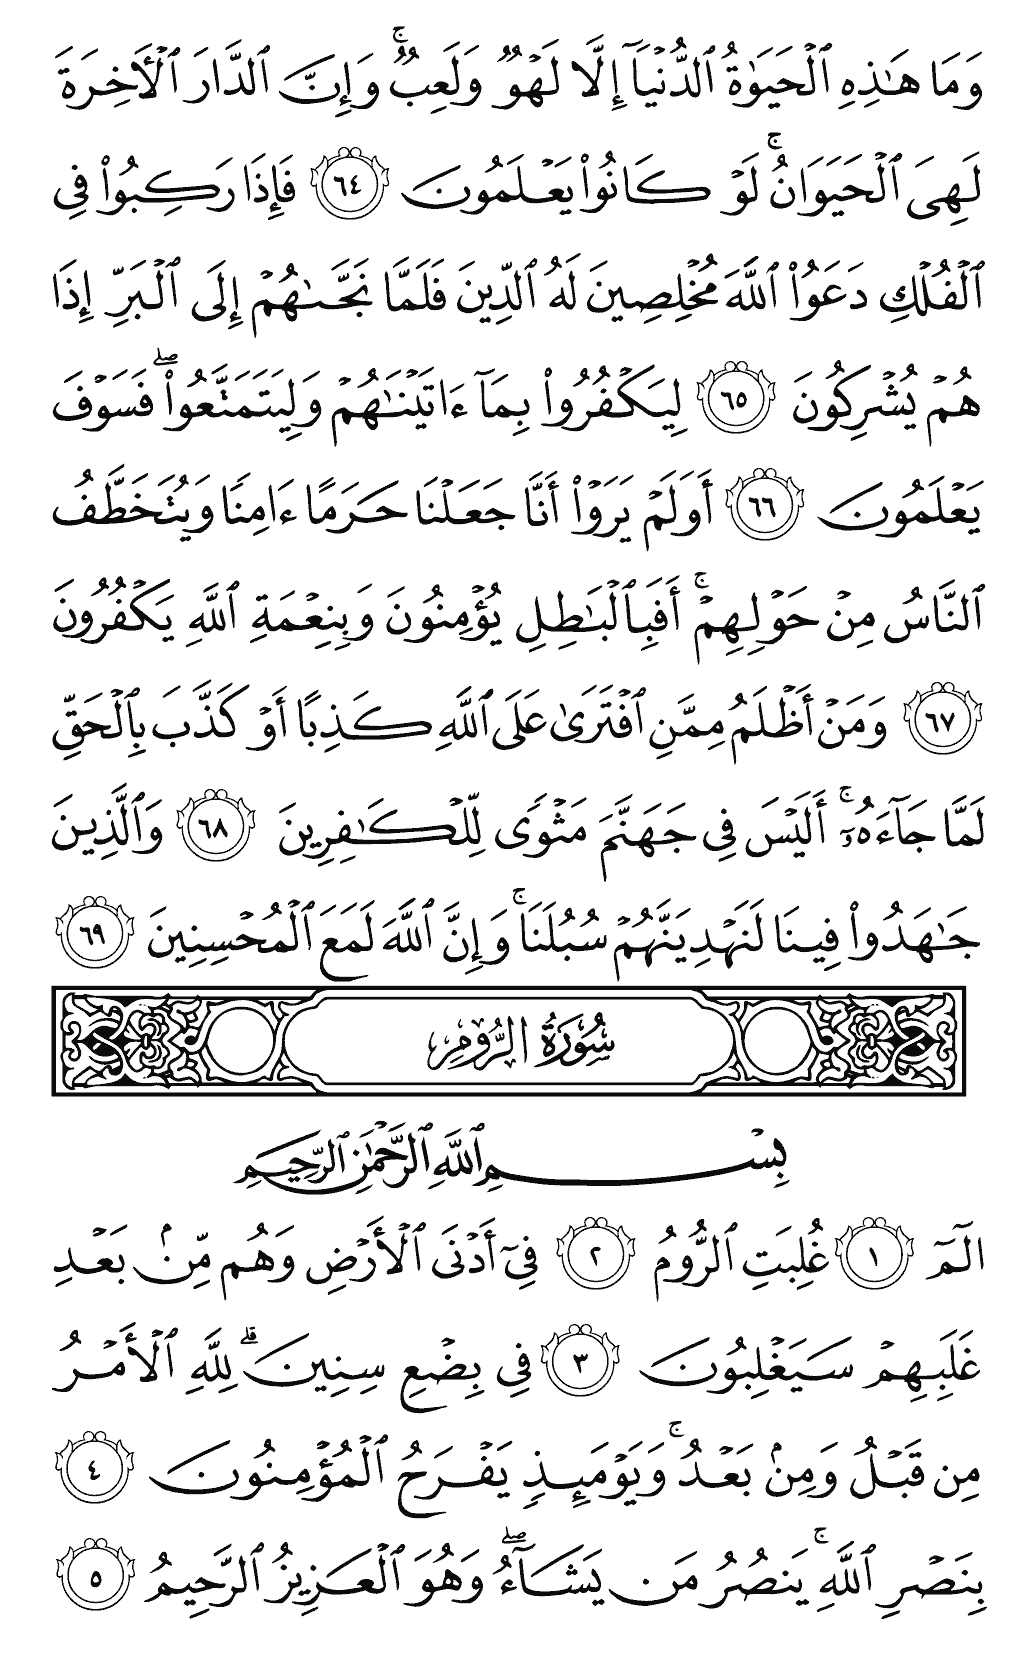 وَمَا هَٰذِهِ ٱلْحَيَوٰةُ ٱلدُّنْيَآ إِلَّا لَهْوٌ وَلَعِبٌ ۚ وَإِنَّ ٱلدَّارَ ٱلْأَخِرَةَ
لَهِىَ ٱلْحَيَوَانُ ۚ لَوْ كَانُوا۟ يَعْلَمُونَ ٦٤ فَإِذَا رَكِبُوا۟ فِى
ٱلْفُلْكِ دَعَوُا۟ ٱللَّهَ مُخْلِصِينَ لَهُ ٱلدِّينَ فَلَمَّا نَجَّىٰهُمْ إِلَى ٱلْبَرِّ إِذَا
هُمْ يُشْرِكُونَ ٦٥ لِيَكْفُرُوا۟ بِمَآ ءَاتَيْنَٰهُمْ وَلِيَتَمَتَّعُوا۟ ۖ فَسَوْفَ
يَعْلَمُونَ ٦٦ أَوَلَمْ يَرَوْا۟ أَنَّا جَعَلْنَا حَرَمًا ءَامِنًا وَيُتَخَطَّفُ
ٱلنَّاسُ مِنْ حَوْلِهِمْ ۚ أَفَبِٱلْبَٰطِلِ يُؤْمِنُونَ وَبِنِعْمَةِ ٱللَّهِ يَكْفُرُونَ
٦٧ وَمَنْ أَظْلَمُ مِمَّنِ ٱفْتَرَىٰ عَلَى ٱللَّهِ كَذِبًا أَوْ كَذَّبَ بِٱلْحَقِّ
لَمَّا جَآءَهُۥٓ ۚ أَلَيْسَ فِى جَهَنَّمَ مَثْوًى لِّلْكَٰفِرِينَ ٦٨ وَٱلَّذِينَ
جَٰهَدُوا۟ فِينَا لَنَهْدِيَنَّهُمْ سُبُلَنَا ۚ وَإِنَّ ٱللَّهَ لَمَعَ ٱلْمُحْسِنِينَ ٦٩
سُورَةُ الرُّومِ
بِسْمِ ٱللَّهِ ٱلرَّحْمَٰنِ ٱلرَّحِيمِ
الٓمٓ ١ غُلِبَتِ ٱلرُّومُ ٢ فِىٓ أَدْنَى ٱلْأَرْضِ وَهُم مِّنۢ بَعْدِ
غَلَبِهِمْ سَيَغْلِبُونَ ٣ فِى بِضْعِ سِنِينَ ۗ لِلَّهِ ٱلْأَمْرُ
مِن قَبْلُ وَمِنۢ بَعْدُ ۚ وَيَوْمَئِذٍ يَفْرَحُ ٱلْمُؤْمِنُونَ ٤
بِنَصْرِ ٱللَّهِ ۚ يَنصُرُ مَن يَشَآءُ ۖ وَهُوَ ٱلْعَزِيزُ ٱلرَّحِيمُ ٥